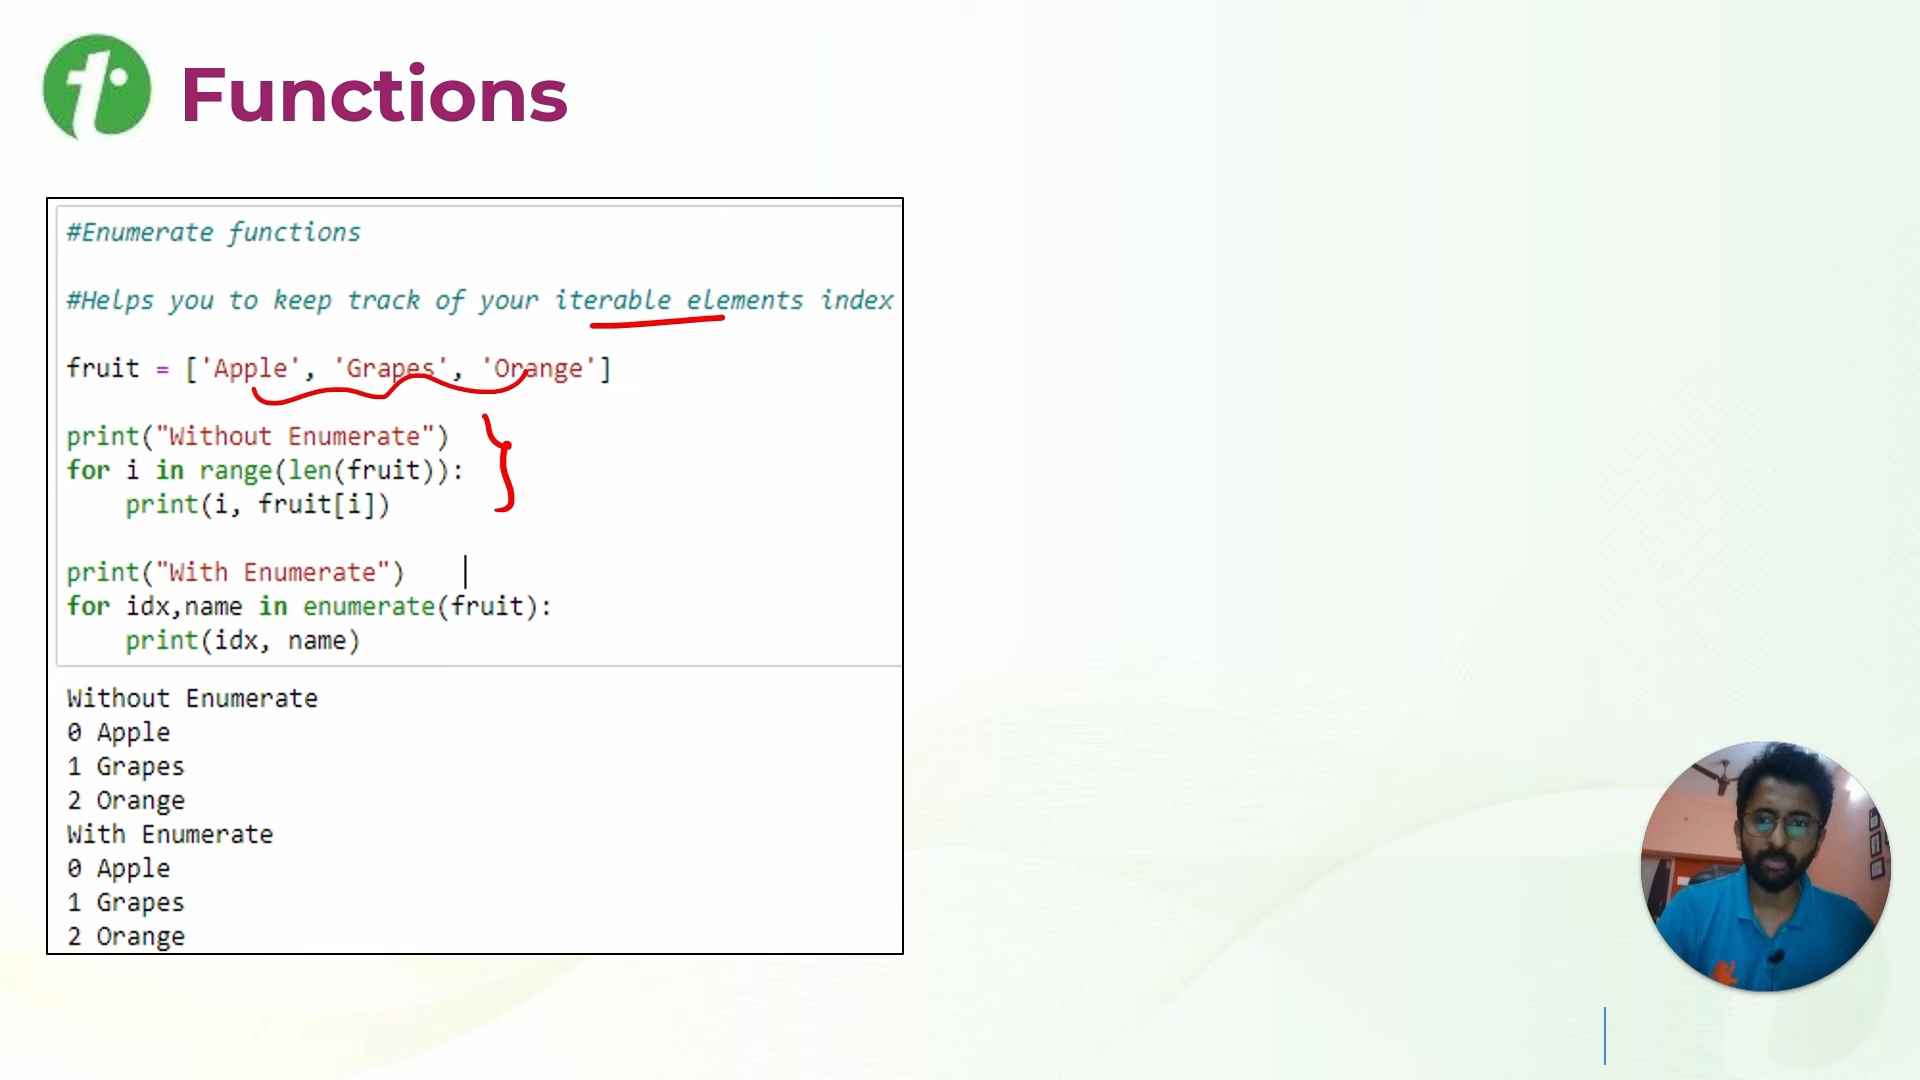 Functions
#Enumerate functions
#Helps you to keep track of your iterable elements index
fruit = ['Apple', 'Grapes', 'Orange']
print("Without Enumerate")
for i in range(len(fruit)):
    print(i, fruit[i])
print("With Enumerate")
for idx,name in enumerate(fruit):
    print(idx, name)
Without Enumerate
0 Apple
1 Grapes
2 Orange
With Enumerate
0 Apple
1 Grapes
2 Orange